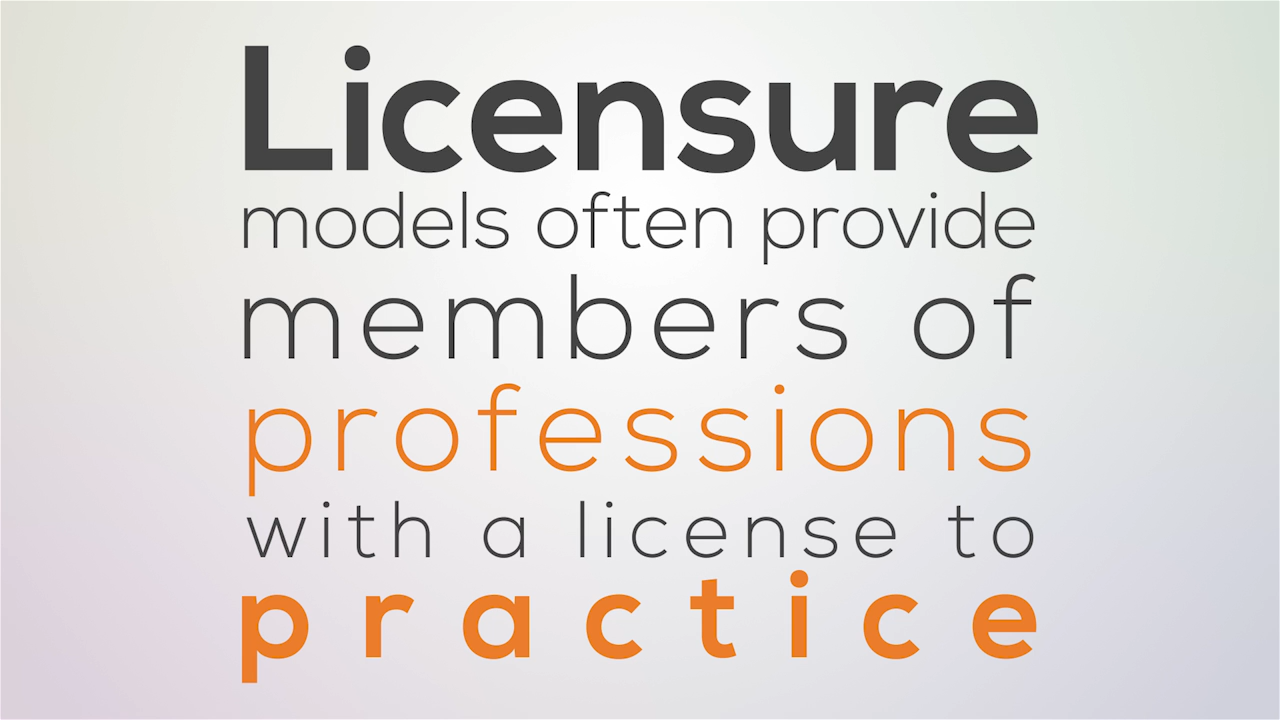 Licensure
models often provide
members of
professions
with a license to
practice